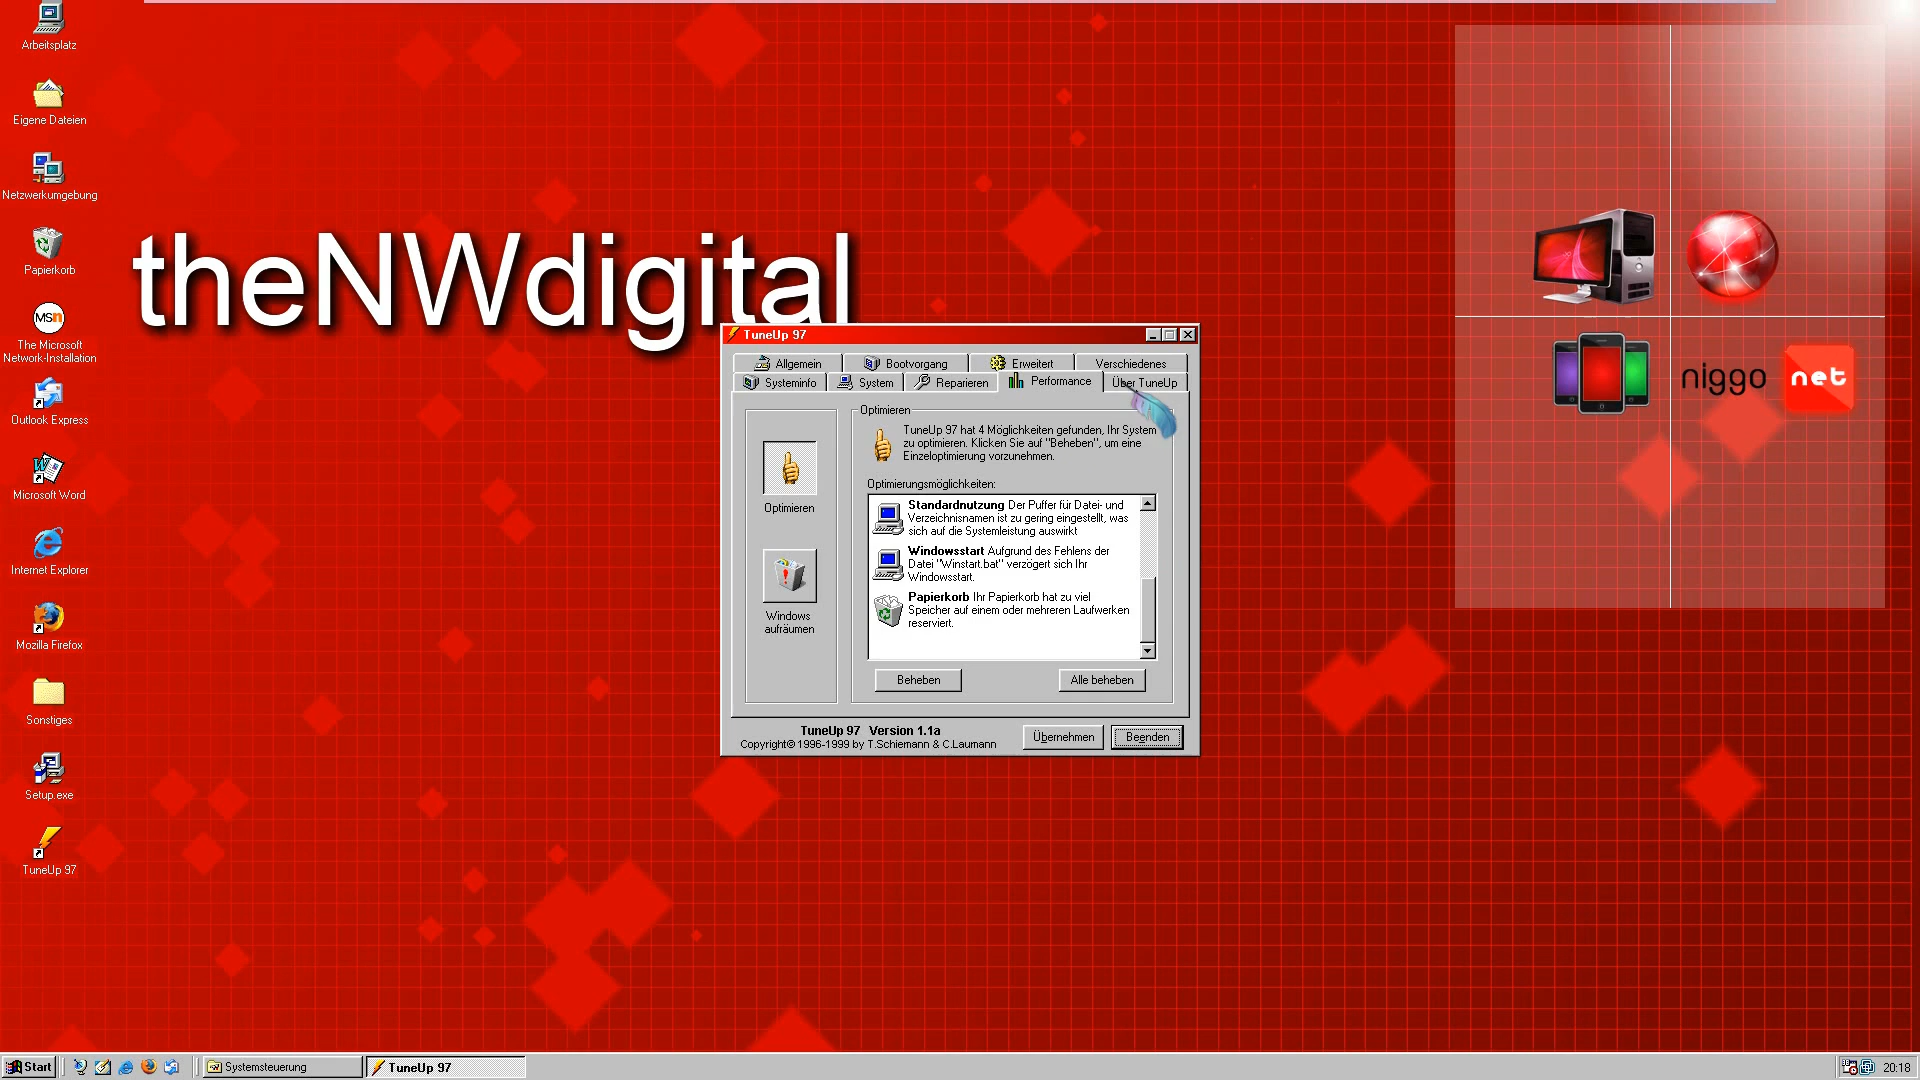 Arbeitsplatz
Eigene Dateien
Netzwerkumgebung
Papierkorb
MSN
The Microsoft
Network-Installation
Outlook Express
Microsoft Word
Internet Explorer
Mozilla Firefox
Sonstiges
Setup.exe
TuneUp 97
theNWdigital
niggo net
TuneUp 97
Allgemein Bootvorgang Erweitert Verschiedenes
Systeminfo System Reparieren Performance Über TuneUp
Optimieren
Windows
aufräumen
Optimieren
TuneUp 97 hat 4 Möglichkeiten gefunden, Ihr System
zu optimieren. Klicken Sie auf "Beheben", um eine
Einzeloptimierung vorzunehmen.
Optimierungsmöglichkeiten:
Standardnutzung Der Puffer für Datei- und
Verzeichnisnamen ist zu gering eingestellt, was
sich auf die Systemleistung auswirkt
Windowsstart Aufgrund des Fehlens der
Datei "Winstart.bat" verzögert sich Ihr
Windowsstart.
Papierkorb Ihr Papierkorb hat zu viel
Speicher auf einem oder mehreren Laufwerken
reserviert.
Beheben Alle beheben
TuneUp 97 Version 1.1a
Copyright© 1996-1999 by T.Schiemann & C.Laumann
Übernehmen Beenden
Start Systemsteuerung TuneUp 97 20:18